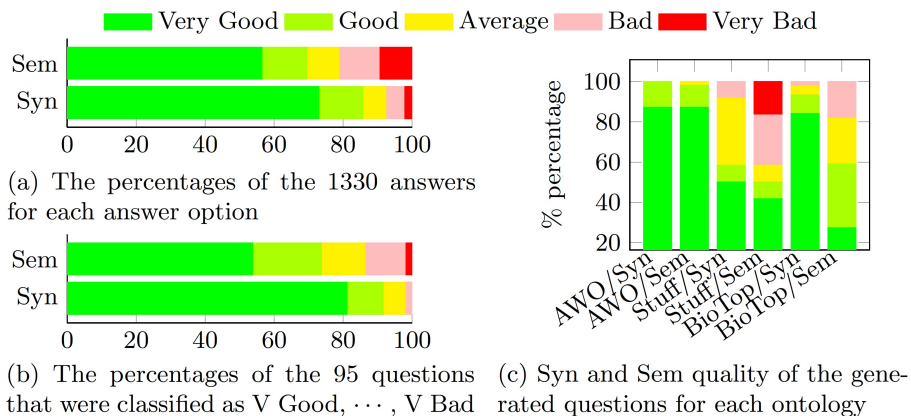 Very Good Good Average Bad Very Bad
Sem
Syn
0 20 40 60 80 100
(a) The percentages of the 1330 answers
for each answer option
Sem
Syn
0 20 40 60 80 100
(b) The percentages of the 95 questions
that were classified as V Good, ⋯ , V Bad
% percentage
100
80
60
40
20
AWO/Syn
AWO/Sem
Stuff/Syn
Stuff/Sem
BioTop/Syn
BioTop/Sem
(c) Syn and Sem quality of the gene-
rated questions for each ontology